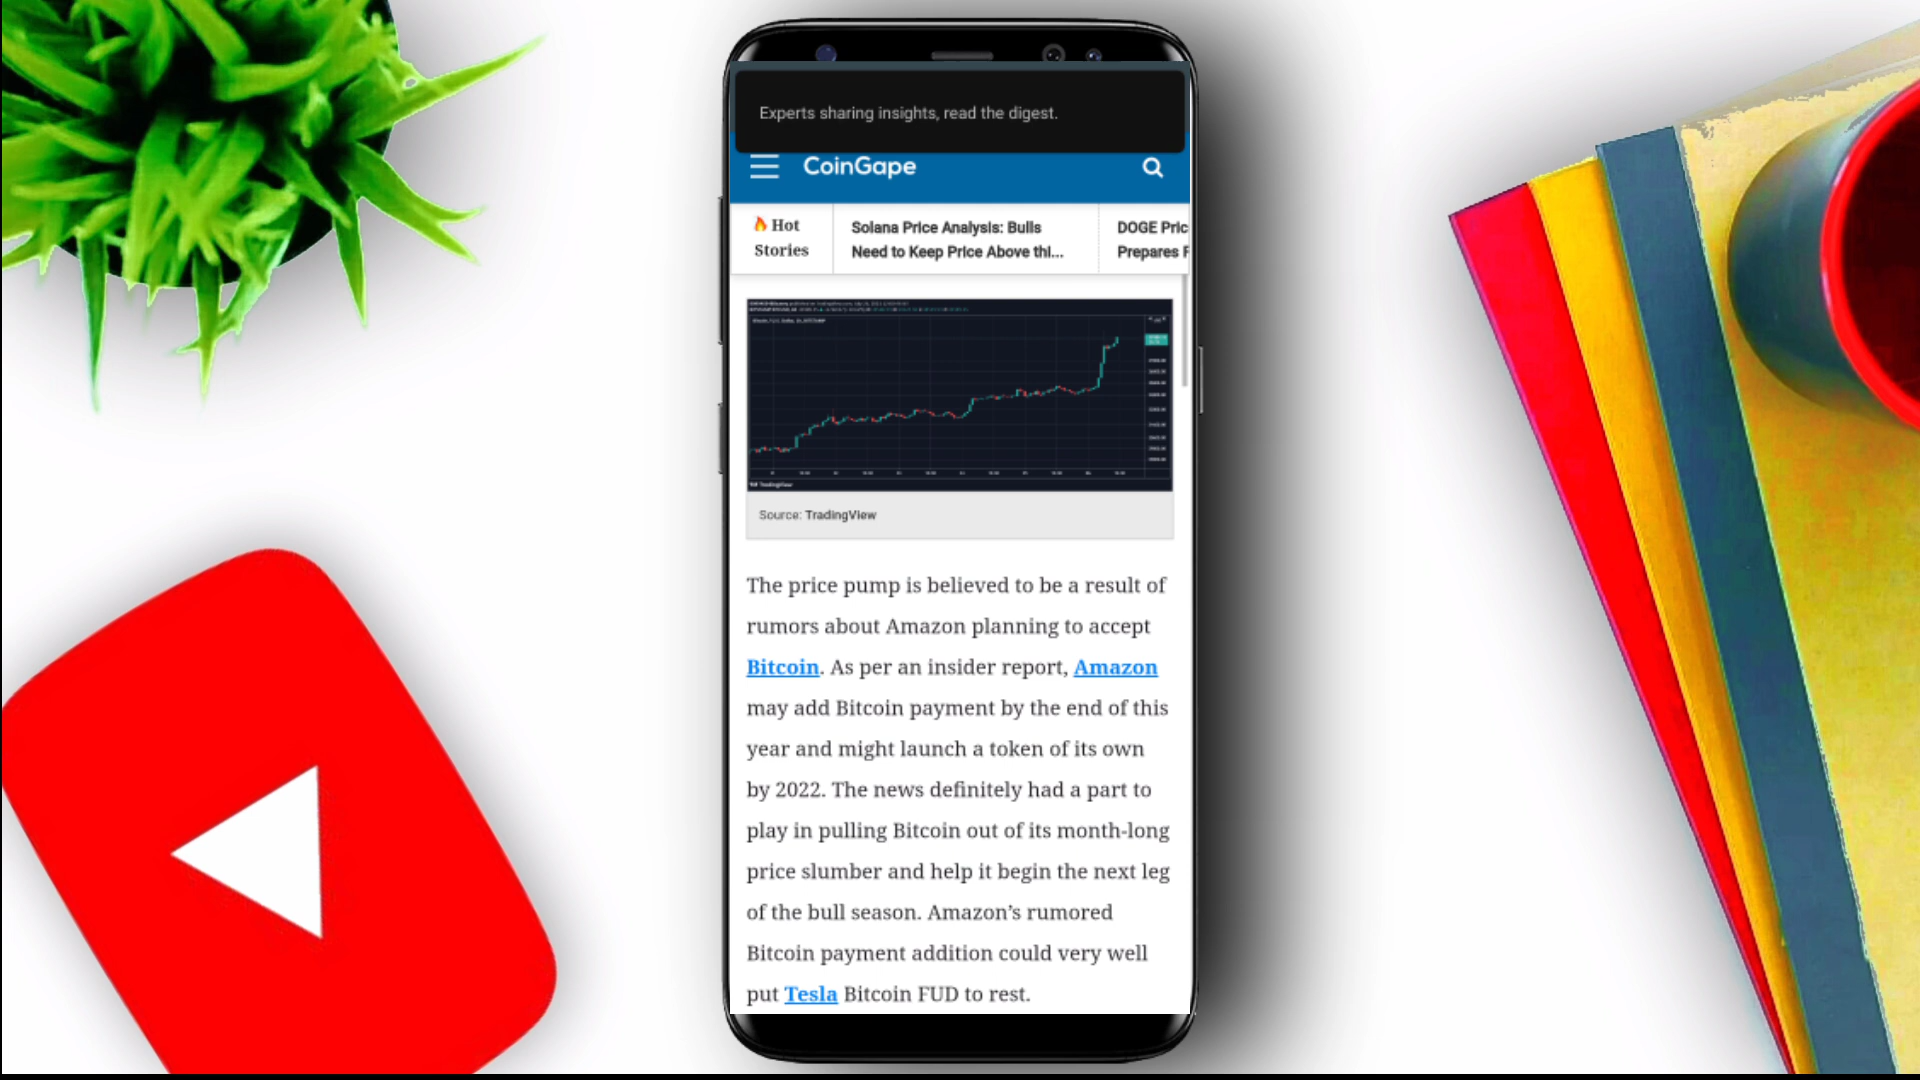 Experts sharing insights, read the digest.
CoinGape
Hot
Stories
Solana Price Analysis: Bulls
Need to Keep Price Above thi...
DOGE Pric
Prepares F
TradingView
Source: TradingView
The price pump is believed to be a result of
rumors about Amazon planning to accept
Bitcoin. As per an insider report, Amazon
may add Bitcoin payment by the end of this
year and might launch a token of its own
by 2022. The news definitely had a part to
play in pulling Bitcoin out of its month-long
price slumber and help it begin the next leg
of the bull season. Amazon’s rumored
Bitcoin payment addition could very well
put Tesla Bitcoin FUD to rest.